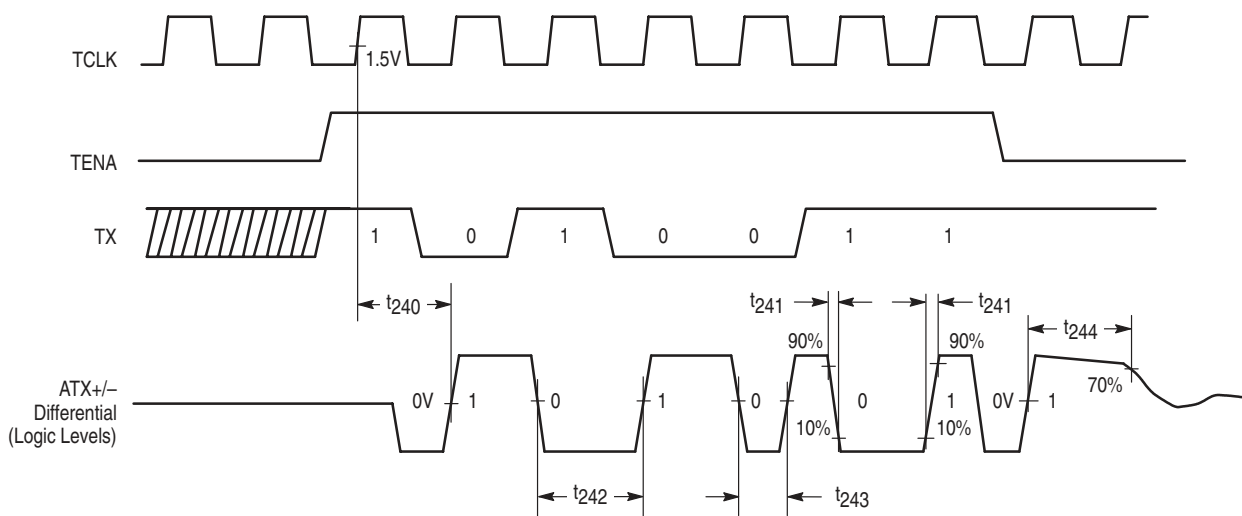 TCLK
1.5V
TENA
TX
1 0 1 0 0 1 1
t240
t241
t241
t244
90%
90%
70%
ATX+/–
Differential
(Logic Levels)
0V 1 0 1 0 0 1 0V 1
10%
10%
t242
t243